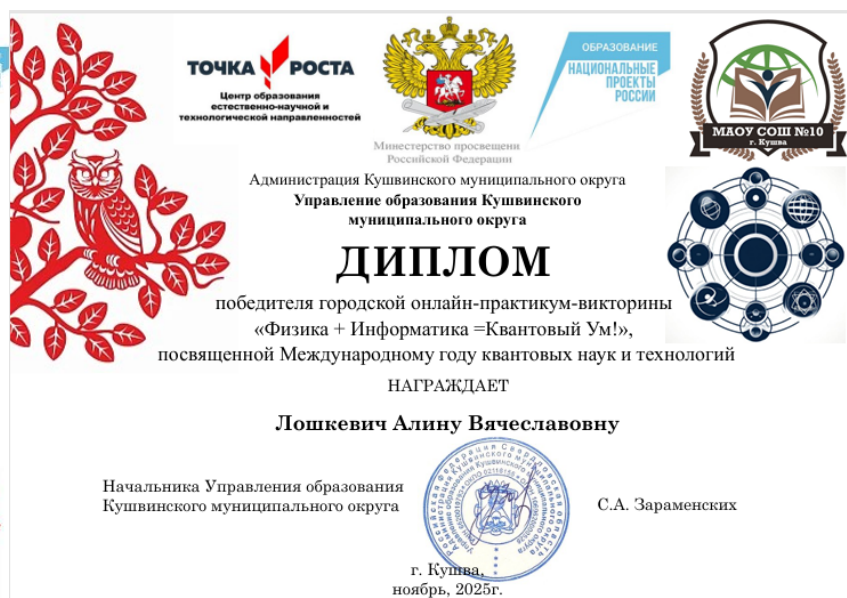 ТОЧКА РОСТА
Центр образования
естественно-научной и
технологической направленностей
Министерство просвещени
Российской Федерации
ОБРАЗОВАНИЕ
НАЦИОНАЛЬНЫЕ
ПРОЕКТЫ
РОССИИ
МАОУ СОШ №10
г. Кушва
Администрация Кушвинского муниципального округа
Управление образования Кушвинского
муниципального округа
ДИПЛОМ
победителя городской онлайн-практикум-викторины
«Физика + Информатика =Квантовый Ум!»,
посвященной Международному году квантовых наук и технологий
НАГРАЖДАЕТ
Лошкевич Алину Вячеславовну
Начальника Управления образования
Кушвинского муниципального округа
С.А. Зараменских
г. Кушва,
ноябрь, 2025г.